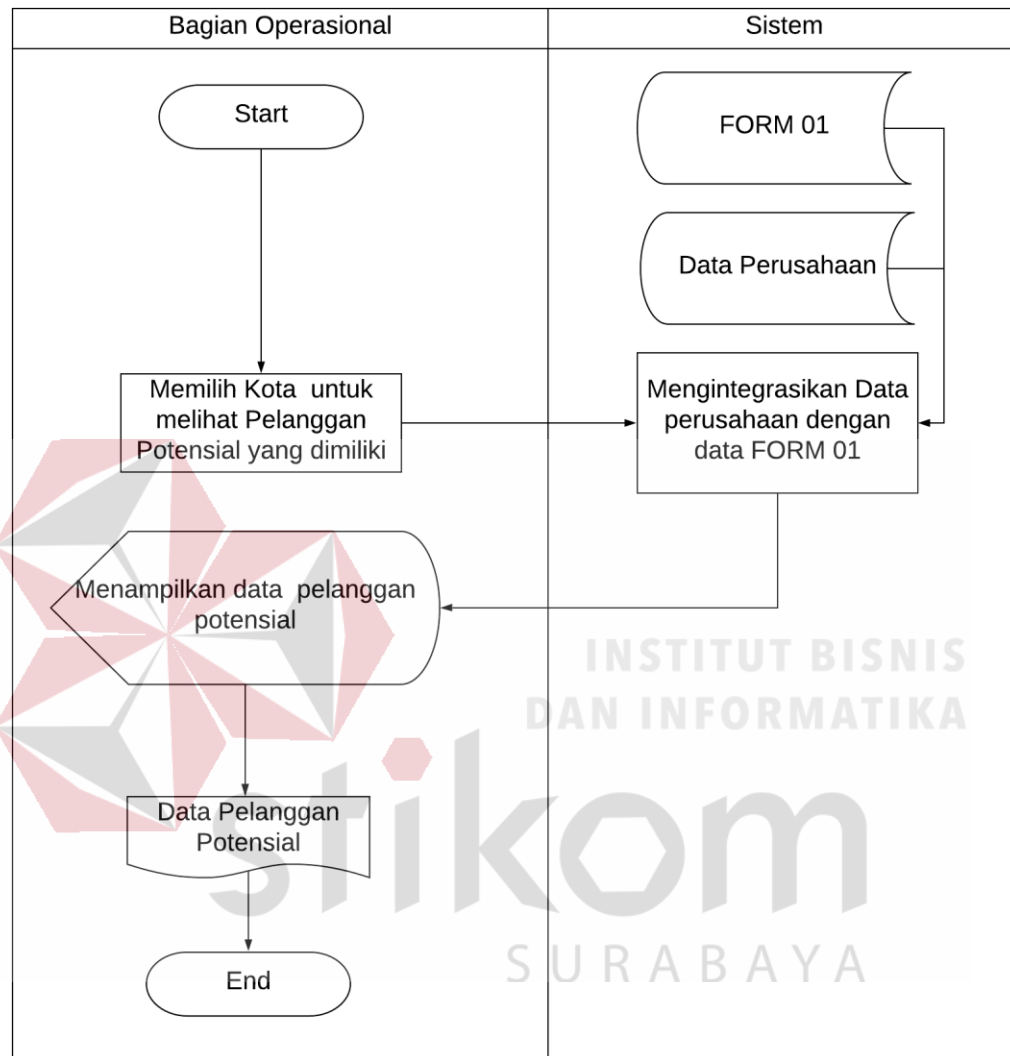 Bagian Operasional
Sistem
Start
FORM 01
Data Perusahaan
Memilih Kota untuk
melihat Pelanggan
Potensial yang dimiliki
Mengintegrasikan Data
perusahaan dengan
data FORM 01
Menampilkan data pelanggan
potensial
INSTITUT BISNIS
DAN INFORMATIKA
stikom
SURABAYA
Data Pelanggan
Potensial
End